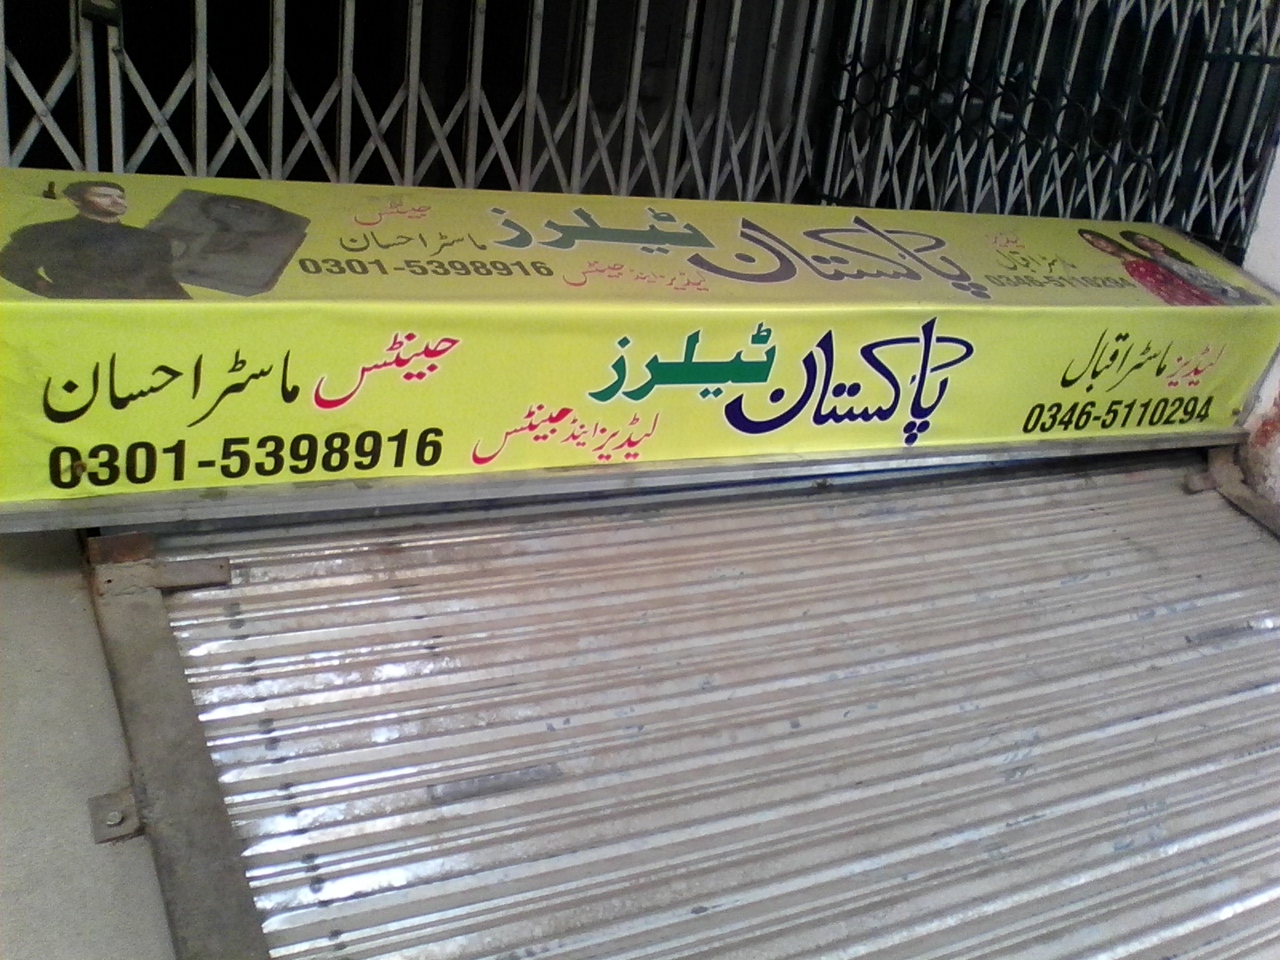 جینٹس
پاکستان ٹیلرز
لیڈیز
ماسٹر احسان
ماسٹر اقبال
0301-5398916
لیڈیز اینڈ جینٹس
0346-5110294
لیڈیز ماسٹر اقبال
پاکستان ٹیلرز
جینٹس ماسٹر احسان
0346-5110294
لیڈیز اینڈ جینٹس
0301-5398916